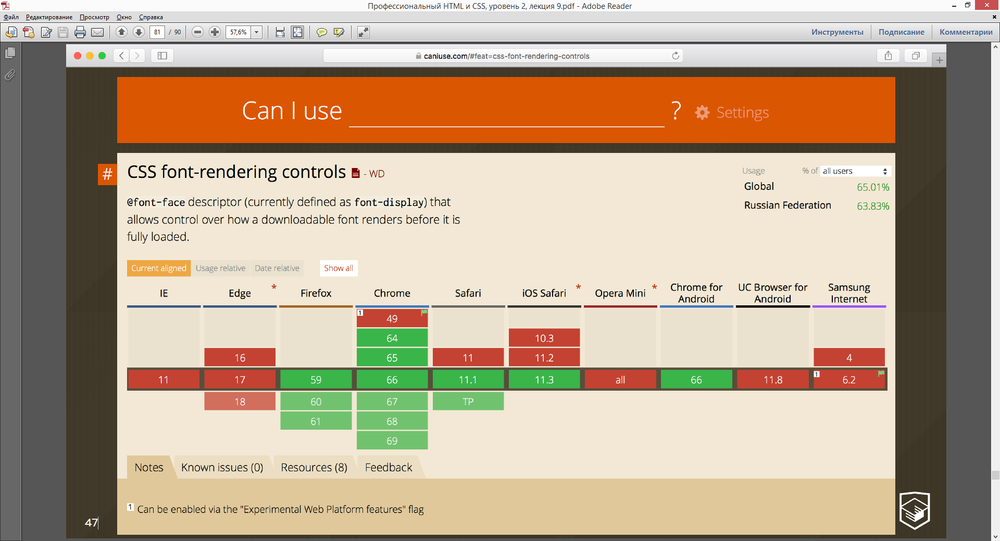 Профессиональный HTML и CSS, уровень 2, лекция 9.pdf - Adobe Reader
Файл Редактирование Просмотр Окно Справка
81 / 90 57,6% Инструменты Подписание Комментарии
caniuse.com/#feat=css-font-rendering-controls
Can I use ? Settings
# CSS font-rendering controls - WD
Usage % of all users
Global 65.01%
Russian Federation 63.83%
@font-face descriptor (currently defined as font-display) that
allows control over how a downloadable font renders before it is
fully loaded.
Current aligned Usage relative Date relative Show all
IE Edge * Firefox Chrome Safari iOS Safari * Opera Mini * Chrome for Android UC Browser for Android Samsung Internet
1 49
64 10.3
16 65 11 11.2 4
11 17 59 66 11.1 11.3 all 66 11.8 1 6.2
18 60 67 TP
61 68
69
Notes Known issues (0) Resources (8) Feedback
1 Can be enabled via the "Experimental Web Platform features" flag
47